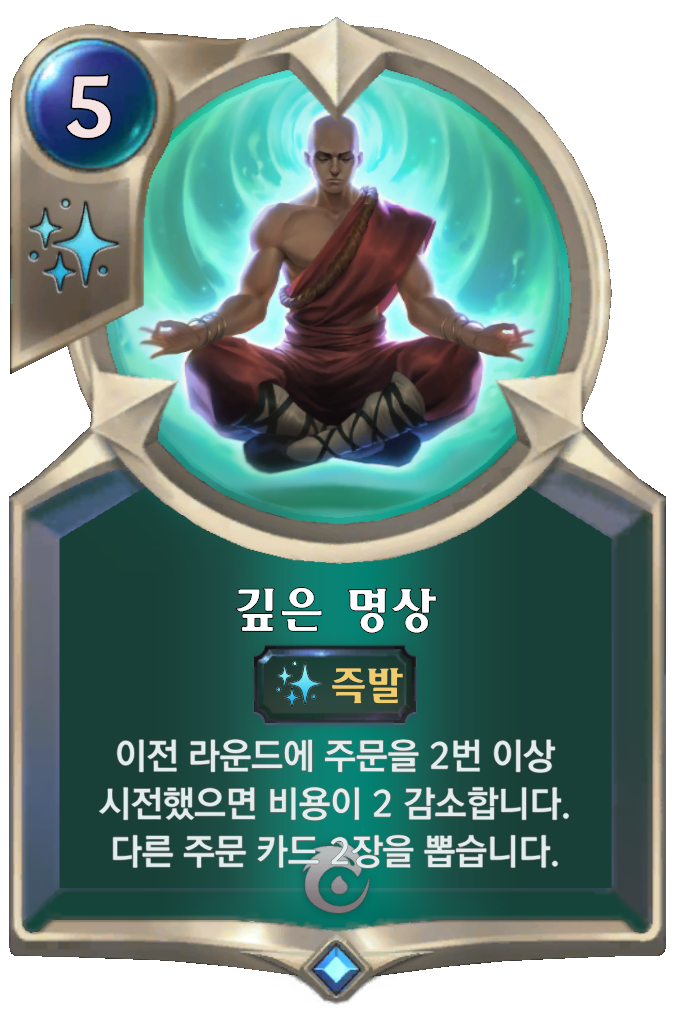 5
깊은 명상
즉발
이전 라운드에 주문을 2번 이상
시전했으면 비용이 2 감소합니다.
다른 주문 카드 2장을 뽑습니다.